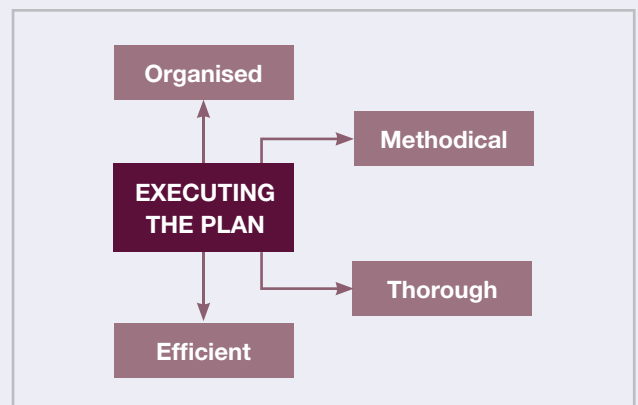 Organised
Methodical
EXECUTING
THE PLAN
Thorough
Efficient